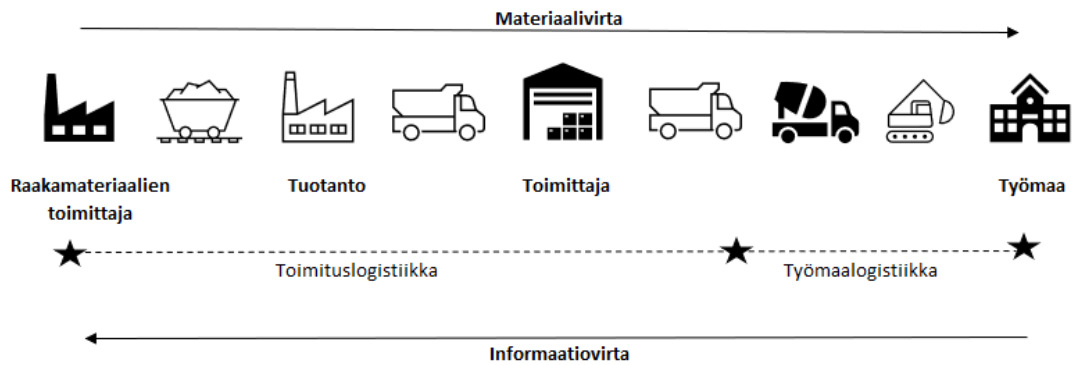 Materiaalivirta
Raakamateriaalien
toimittaja
Tuotanto
Toimittaja
Työmaa
Toimituslogistiikka
Työmaalogistiikka
Informaatiovirta